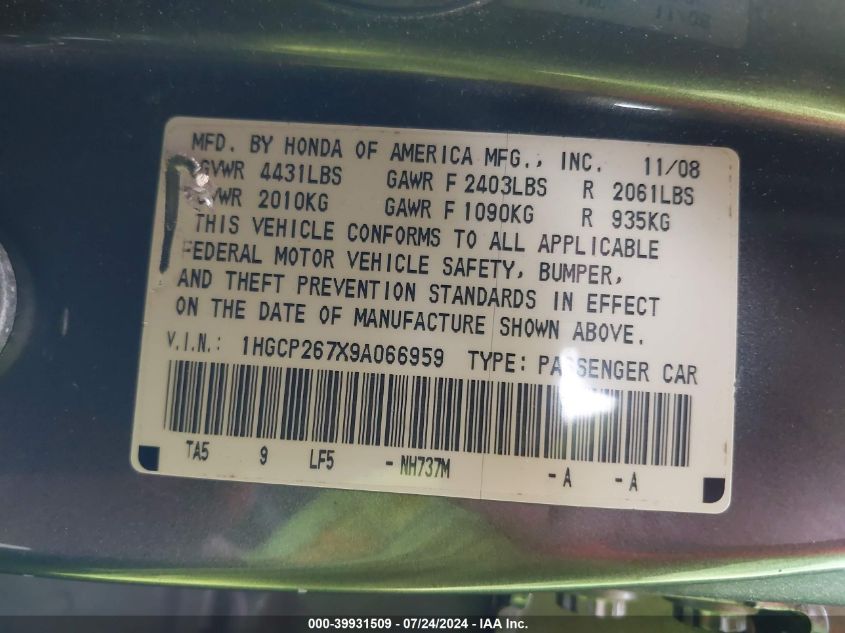 11/08
MFD. BY HONDA OF AMERICA MFG., INC. 11/08
GVWR 4431LBS GAWR F 2403LBS R 2061LBS
GVWR 2010KG GAWR F 1090KG R 935KG
THIS VEHICLE CONFORMS TO ALL APPLICABLE
FEDERAL MOTOR VEHICLE SAFETY, BUMPER,
AND THEFT PREVENTION STANDARDS IN EFFECT
ON THE DATE OF MANUFACTURE SHOWN ABOVE.
V.I.N.: 1HGCP267X9A066959 TYPE: PASSENGER CAR
TA5 9 LF5 - NH737M - A - A
000-39931509 / 07/24/2024 - IAA Inc.